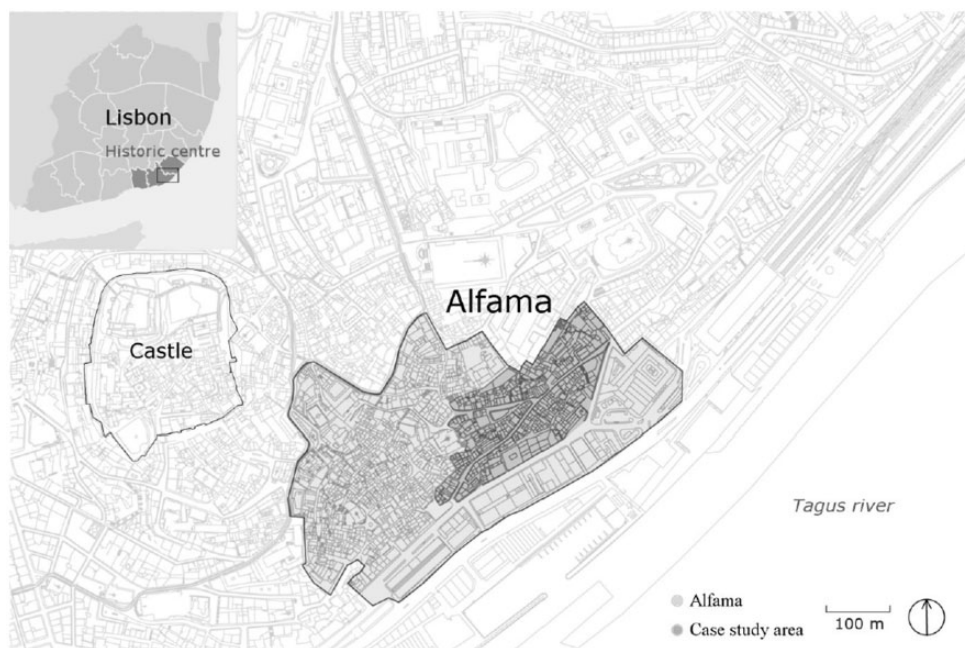 Lisbon
Historic centre
Castle
Alfama
Tagus river
Alfama
Case study area
100 m